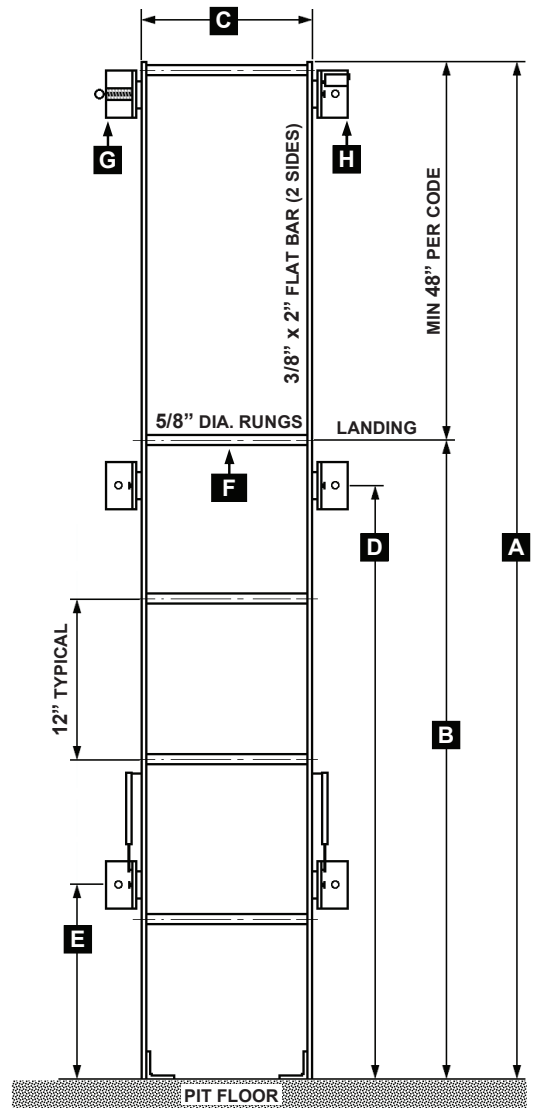 C
G
H
3/8” x 2” FLAT BAR (2 SIDES)
MIN 48” PER CODE
5/8” DIA. RUNGS
LANDING
F
D
A
12” TYPICAL
B
E
PIT FLOOR